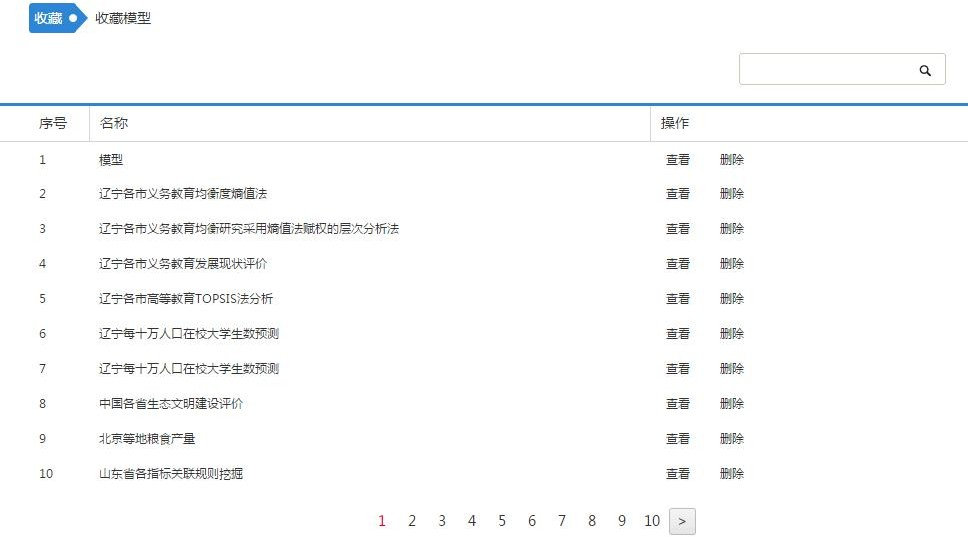 收藏 收藏模型
序号 名称 操作
1 模型 查看 删除
2 辽宁各市义务教育均衡度熵值法 查看 删除
3 辽宁各市义务教育均衡研究采用熵值法赋权的层次分析法 查看 删除
4 辽宁各市义务教育发展现状评价 查看 删除
5 辽宁各市高等教育TOPSIS法分析 查看 删除
6 辽宁每十万人口在校大学生数预测 查看 删除
7 辽宁每十万人口在校大学生数预测 查看 删除
8 中国各省生态文明建设评价 查看 删除
9 北京等地粮食产量 查看 删除
10 山东省各指标关联规则挖掘 查看 删除
1 2 3 4 5 6 7 8 9 10 >